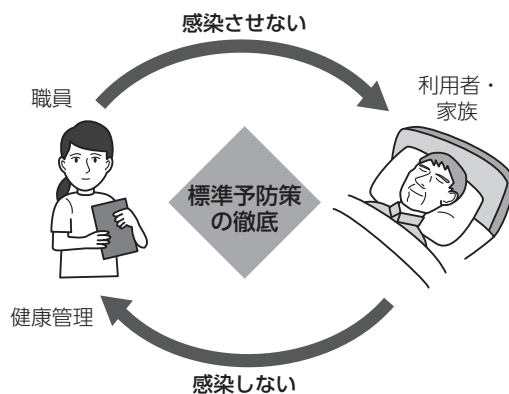 感染させない
職員
利用者・
家族
標準予防策
の徹底
健康管理
感染しない